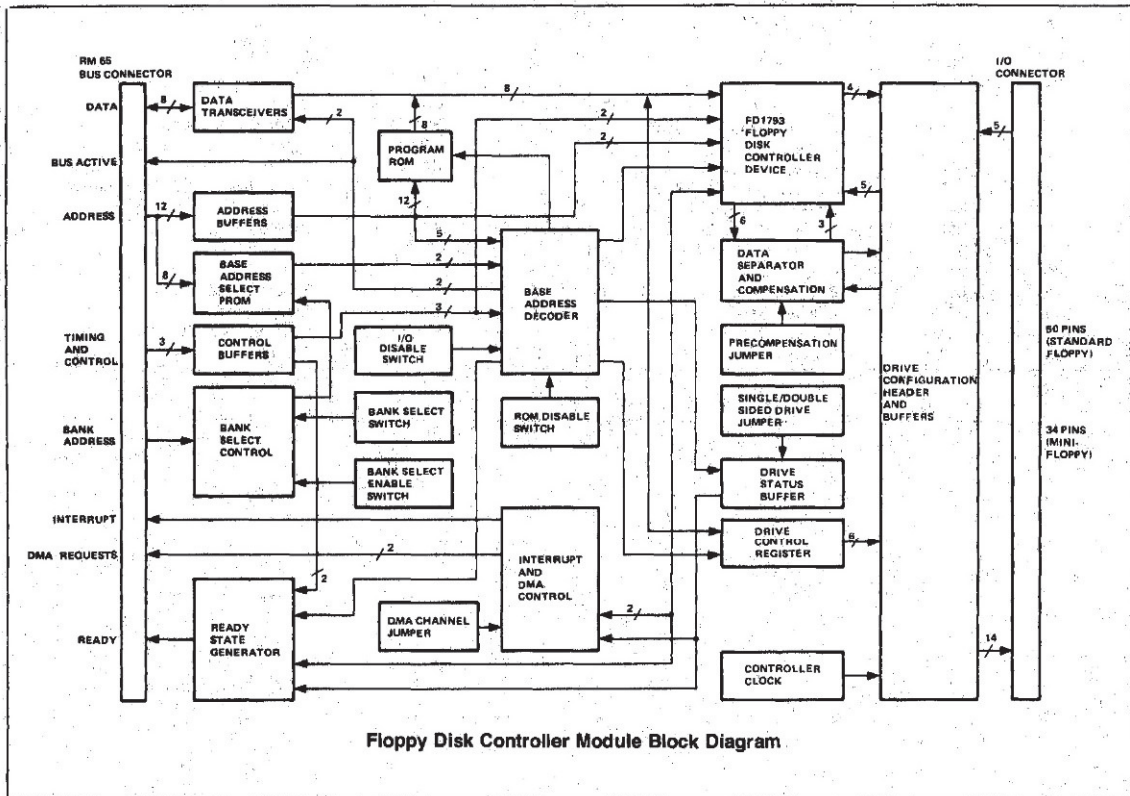 RM 65
BUS CONNECTOR
DATA
BUS ACTIVE
ADDRESS
TIMING
AND
CONTROL
BANK
ADDRESS
INTERRUPT
DMA REQUESTS
READY
8
DATA
TRANSCEIVERS
2
8
8
PROGRAM
ROM
12
12
ADDRESS
BUFFERS
8
BASE
ADDRESS
SELECT
PROM
5
2
2
3
3
CONTROL
BUFFERS
I/O
DISABLE
SWITCH
BANK
SELECT
CONTROL
BANK SELECT
SWITCH
BANK SELECT
ENABLE
SWITCH
BASE
ADDRESS
DECODER
ROM DISABLE
SWITCH
2
2
READY
STATE
GENERATOR
DMA CHANNEL
JUMPER
INTERRUPT
AND
DMA
CONTROL
2
2
2
FD1793
FLOPPY
DISK
CONTROLLER
DEVICE
4
5
6
3
DATA
SEPARATOR
AND
COMPENSATION
PRECOMPENSATION
JUMPER
SINGLE/DOUBLE
SIDED DRIVE
JUMPER
DRIVE
STATUS
BUFFER
DRIVE
CONTROL
REGISTER
6
CONTROLLER
CLOCK
DRIVE
CONFIGURATION
HEADER
AND
BUFFERS
I/O
CONNECTOR
5
50 PINS
(STANDARD
FLOPPY)
34 PINS
(MINI-
FLOPPY)
14
Floppy Disk Controller Module Block Diagram